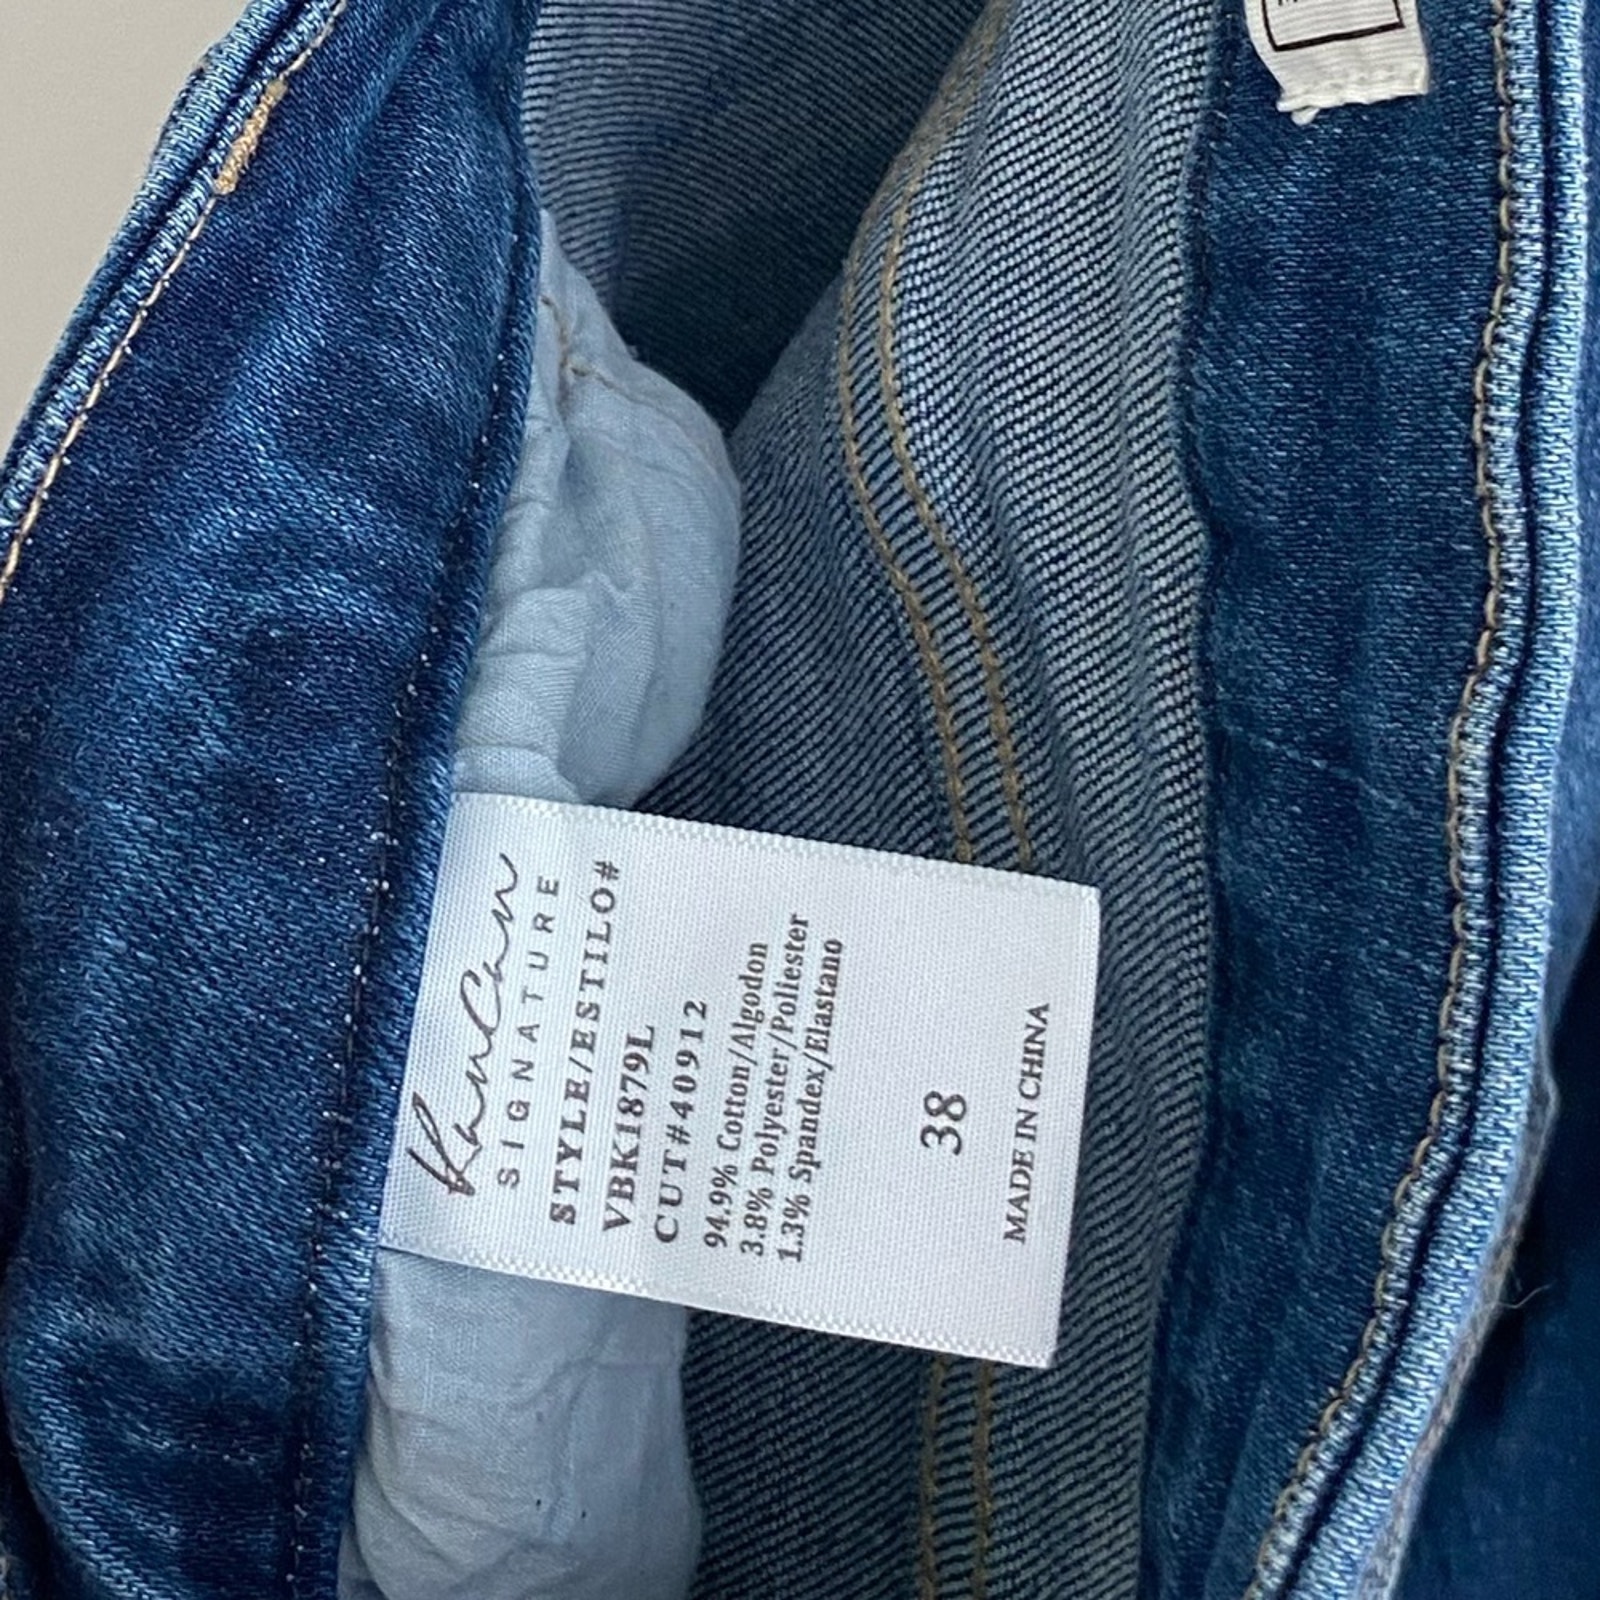 KanCan
SIGNATURE
STYLE/ESTILO#
VBK1879L
CUT#40912
94.9% Cotton/Algodon
3.8% Polyester/Poliester
1.3% Spandex/Elastano
38
MADE IN CHINA